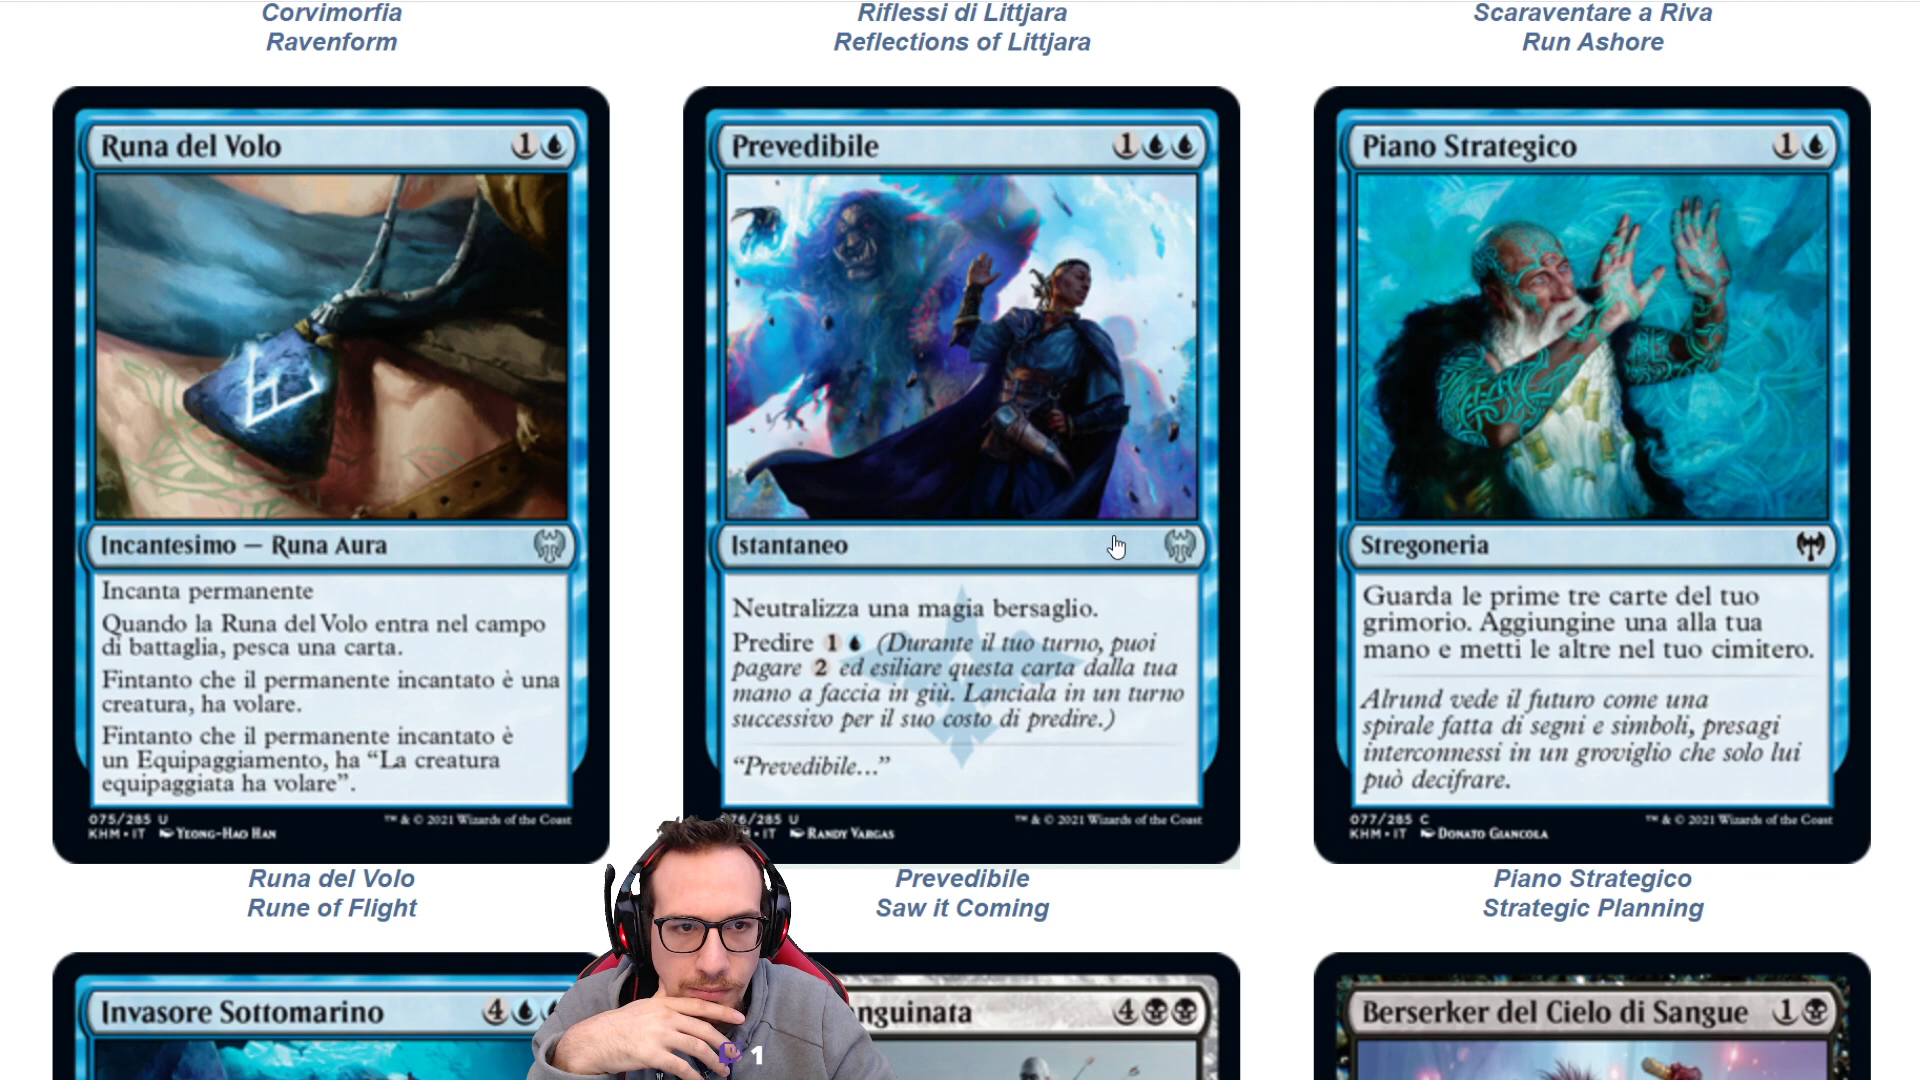 Corvimorfia
Ravenform
Riflessi di Littjara
Reflections of Littjara
Scaraventare a Riva
Run Ashore
Runa del Volo
1
Incantesimo — Runa Aura
Incanta permanente
Quando la Runa del Volo entra nel campo
di battaglia, pesca una carta.
Fintanto che il permanente incantato è una
creatura, ha volare.
Fintanto che il permanente incantato è
un Equipaggiamento, ha “La creatura
equipaggiata ha volare”.
075/285 U
KHM • IT Yeong-Hao Han
™ & © 2021 Wizards of the Coast
Runa del Volo
Rune of Flight
Prevedibile
1
Istantaneo
Neutralizza una magia bersaglio.
Predire 1 (Durante il tuo turno, puoi
pagare 2 ed esiliare questa carta dalla tua
mano a faccia in giù. Lanciala in un turno
successivo per il suo costo di predire.)
“Prevedibile...”
76/285 U
IT Randy Vargas
™ & © 2021 Wizards of the Coast
Prevedibile
Saw it Coming
Piano Strategico
1
Stregoneria
Guarda le prime tre carte del tuo
grimorio. Aggiungine una alla tua
mano e metti le altre nel tuo cimitero.
Alrund vede il futuro come una
spirale fatta di segni e simboli, presagi
interconnessi in un groviglio che solo lui
può decifrare.
077/285 C
KHM • IT Donato Giancola
™ & © 2021 Wizards of the Coast
Piano Strategico
Strategic Planning
Invasore Sottomarino
4
nguinata
4
Berserker del Cielo di Sangue
1
1